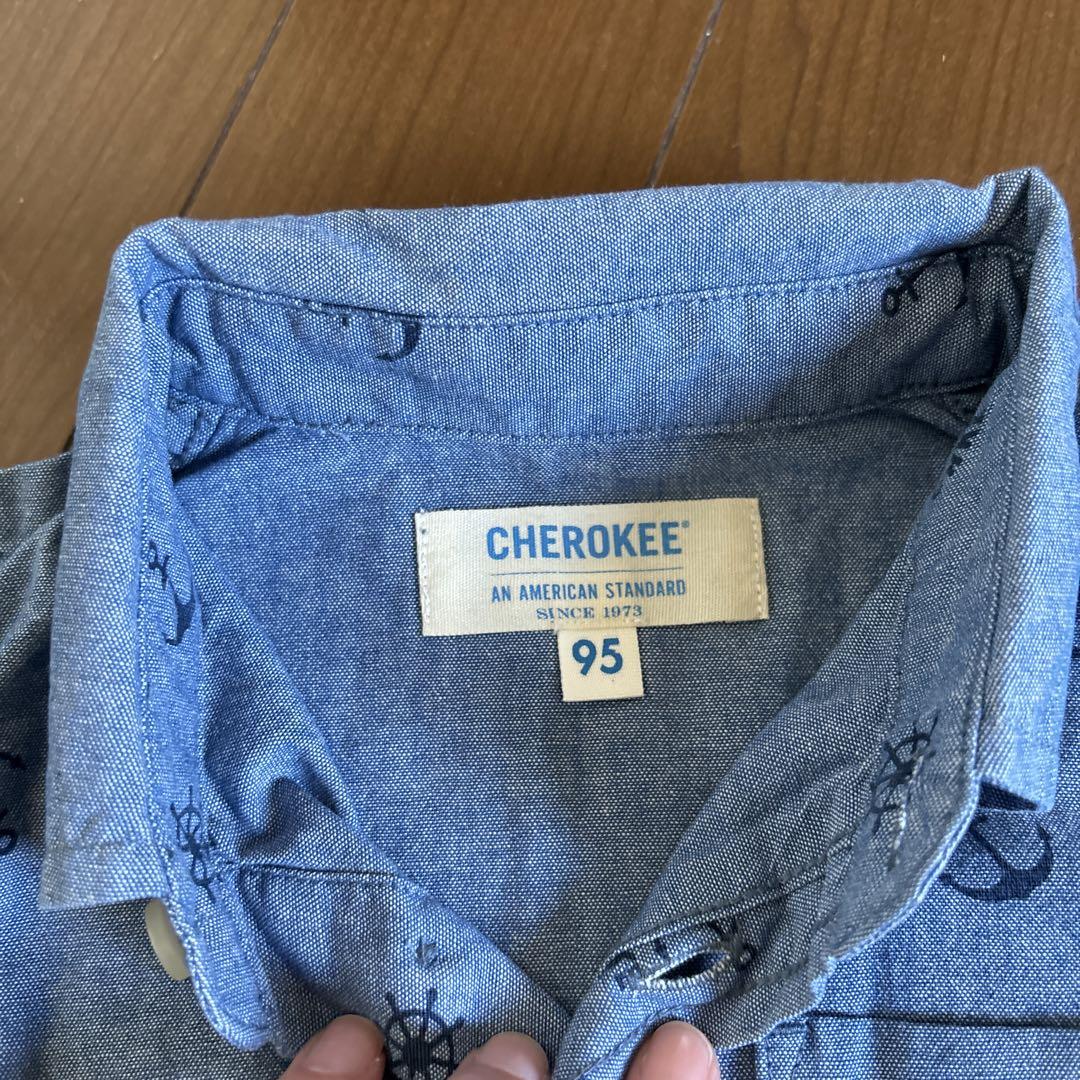 CHEROKEE®
AN AMERICAN STANDARD
SINCE 1973
95